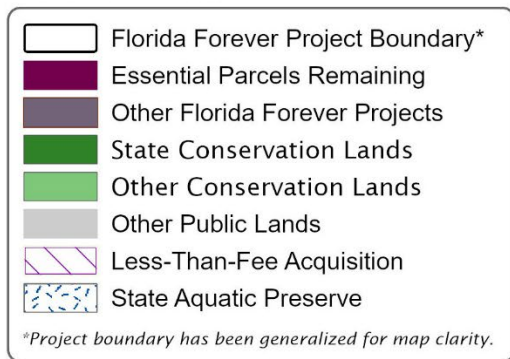 Florida Forever Project Boundary*
Essential Parcels Remaining
Other Florida Forever Projects
State Conservation Lands
Other Conservation Lands
Other Public Lands
Less-Than-Fee Acquisition
State Aquatic Preserve
*Project boundary has been generalized for map clarity.